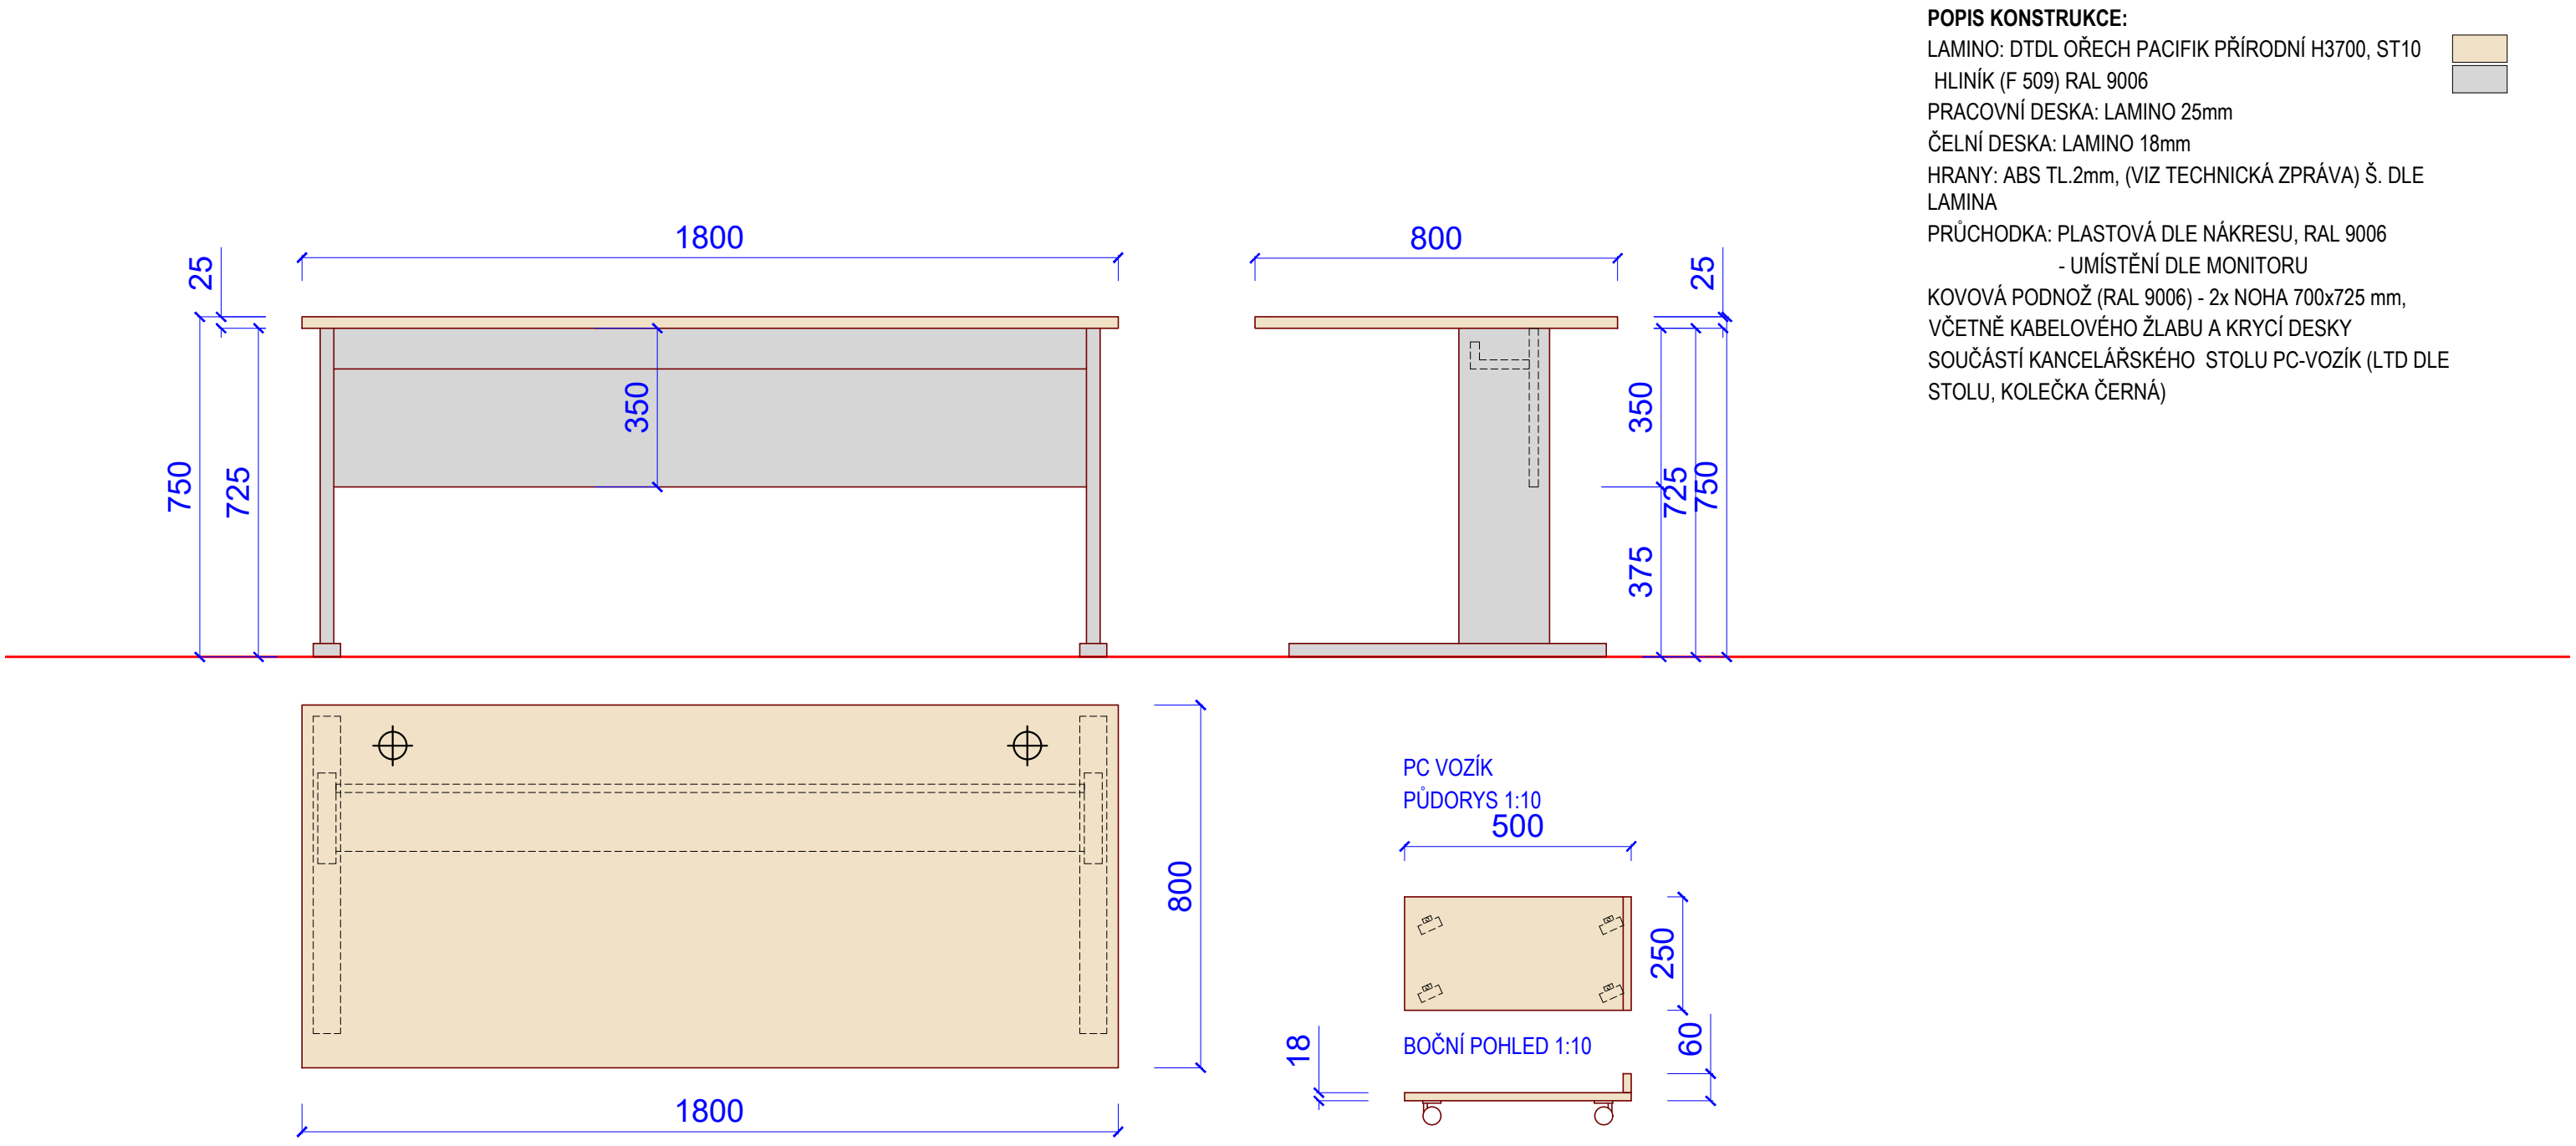 POPIS KONSTRUKCE:
LAMINO: DTDL OŘECH PACIFIK PŘÍRODNÍ H3700, ST10
HLINÍK (F 509) RAL 9006
PRACOVNÍ DESKA: LAMINO 25mm
ČELNÍ DESKA: LAMINO 18mm
HRANY: ABS TL.2mm, (VIZ TECHNICKÁ ZPRÁVA) Š. DLE
LAMINA
PRŮCHODKA: PLASTOVÁ DLE NÁKRESU, RAL 9006
- UMÍSTĚNÍ DLE MONITORU
KOVOVÁ PODNOŽ (RAL 9006) - 2x NOHA 700x725 mm,
VČETNĚ KABELOVÉHO ŽLABU A KRYCÍ DESKY
SOUČÁSTÍ KANCELÁŘSKÉHO  STOLU PC-VOZÍK (LTD DLE
STOLU, KOLEČKA ČERNÁ)
1800
25
750
725
350
800
25
350
725
750
375
800
1800
PC VOZÍK
PŮDORYS 1:10
500
250
BOČNÍ POHLED 1:10
18
60